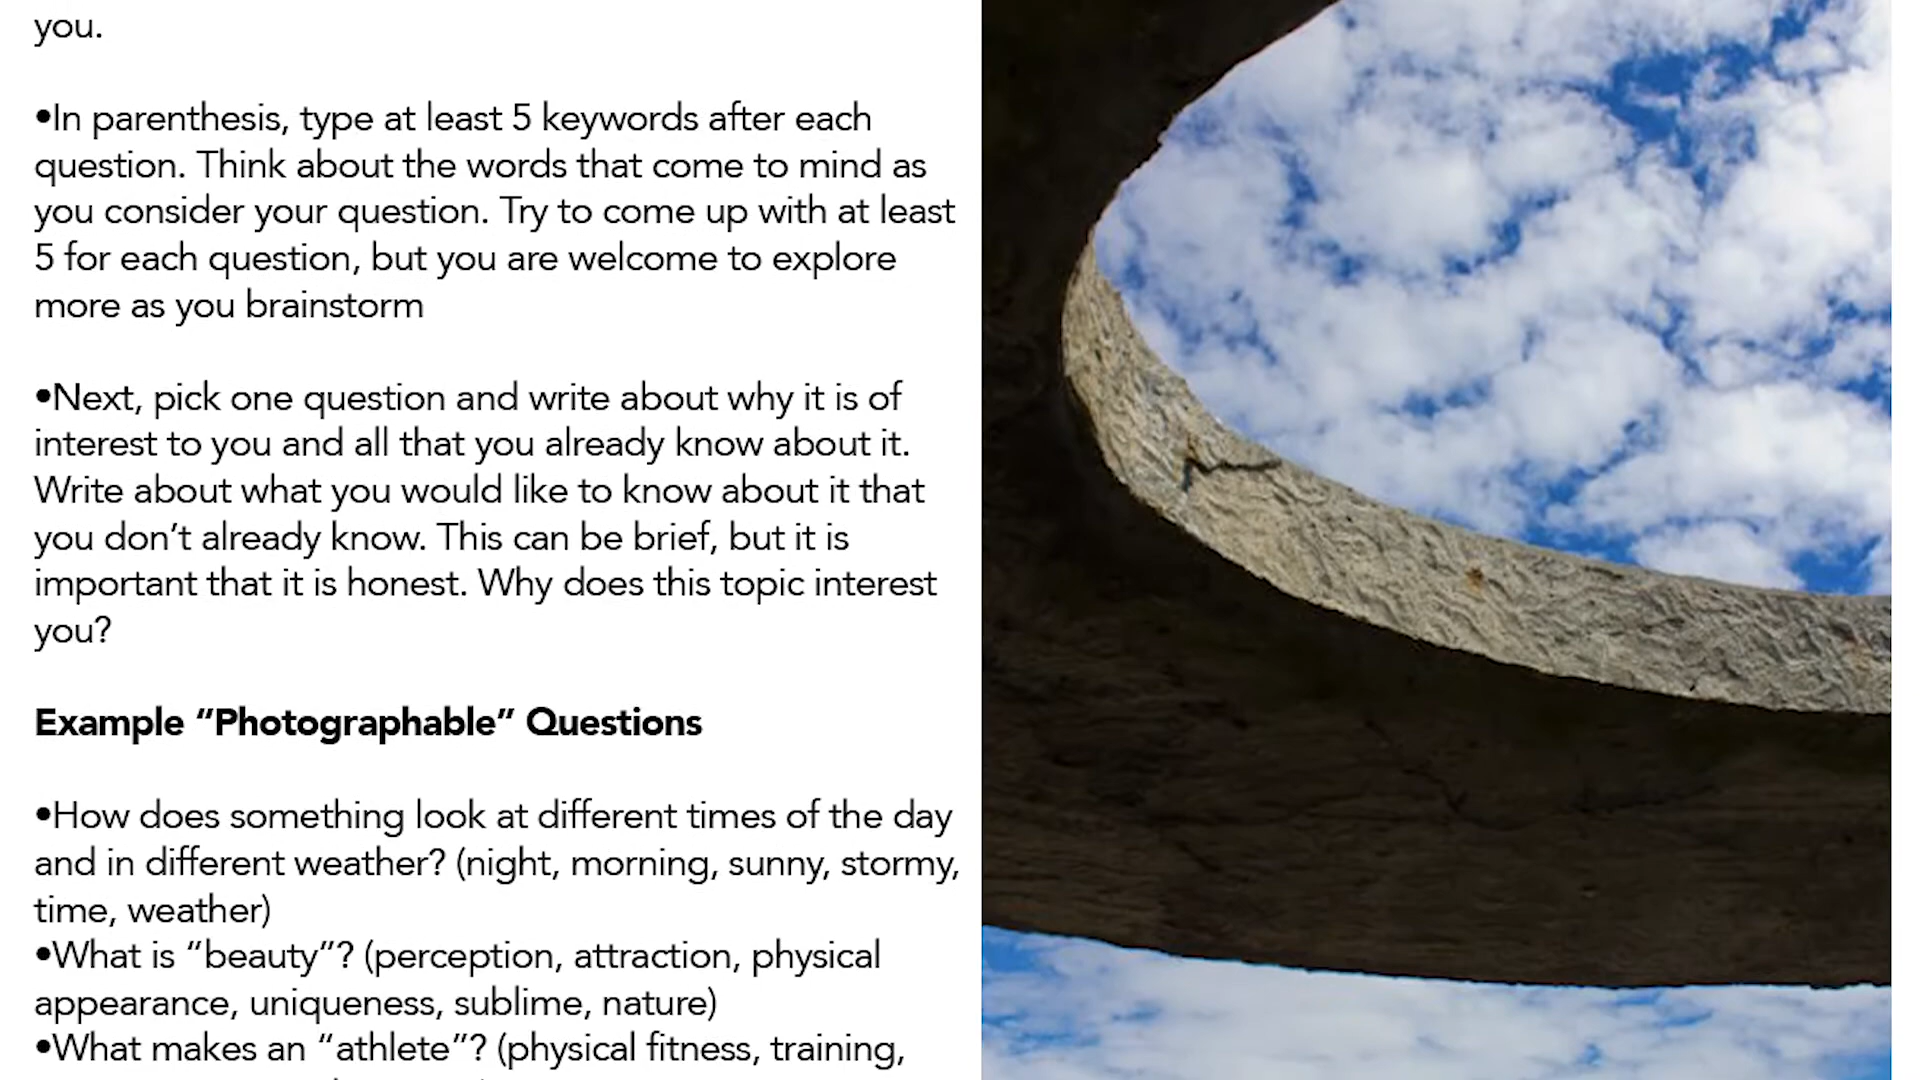 you.
•In parenthesis, type at least 5 keywords after each
question. Think about the words that come to mind as
you consider your question. Try to come up with at least
5 for each question, but you are welcome to explore
more as you brainstorm
•Next, pick one question and write about why it is of
interest to you and all that you already know about it.
Write about what you would like to know about it that
you don’t already know. This can be brief, but it is
important that it is honest. Why does this topic interest
you?
Example “Photographable” Questions
•How does something look at different times of the day
and in different weather? (night, morning, sunny, stormy,
time, weather)
•What is “beauty”? (perception, attraction, physical
appearance, uniqueness, sublime, nature)
•What makes an “athlete”? (physical fitness, training,